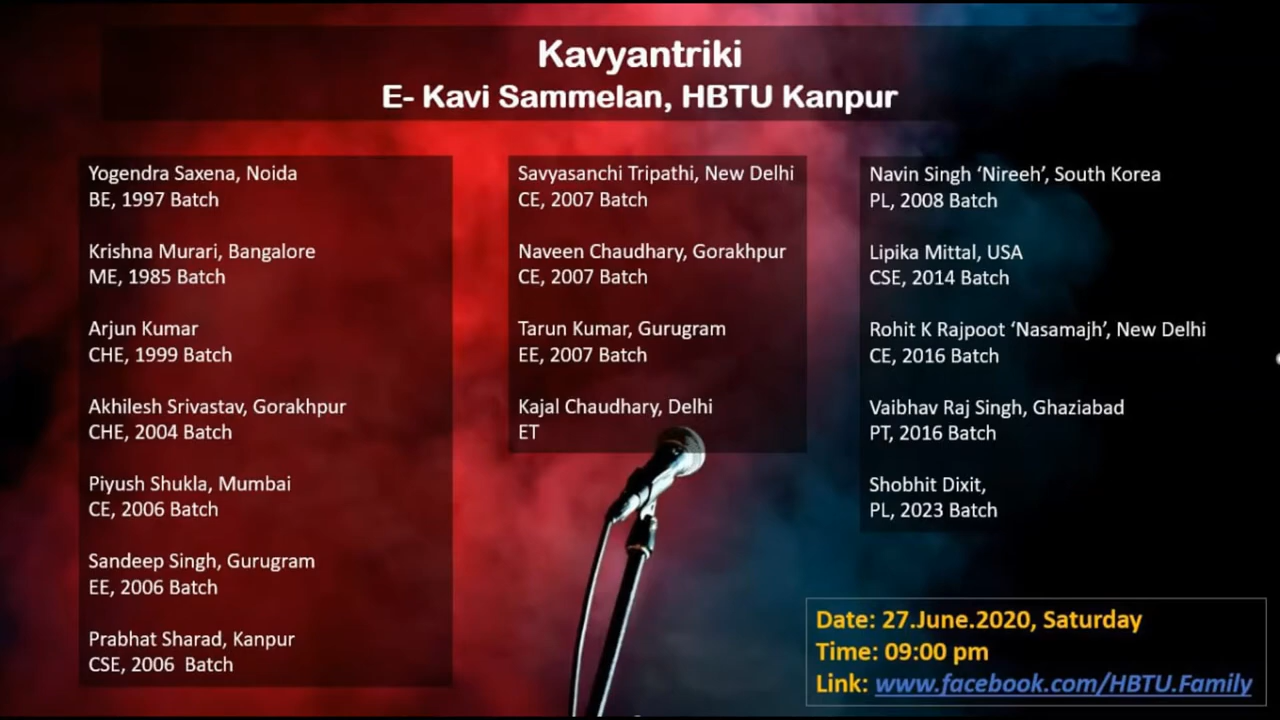 Kavyantriki
E- Kavi Sammelan, HBTU Kanpur
Yogendra Saxena, Noida
BE, 1997 Batch
Krishna Murari, Bangalore
ME, 1985 Batch
Arjun Kumar
CHE, 1999 Batch
Akhilesh Srivastav, Gorakhpur
CHE, 2004 Batch
Piyush Shukla, Mumbai
CE, 2006 Batch
Sandeep Singh, Gurugram
EE, 2006 Batch
Prabhat Sharad, Kanpur
CSE, 2006  Batch
Savyasanchi Tripathi, New Delhi
CE, 2007 Batch
Naveen Chaudhary, Gorakhpur
CE, 2007 Batch
Tarun Kumar, Gurugram
EE, 2007 Batch
Kajal Chaudhary, Delhi
ET
Navin Singh ‘Nireeh’, South Korea
PL, 2008 Batch
Lipika Mittal, USA
CSE, 2014 Batch
Rohit K Rajpoot ‘Nasamajh’, New Delhi
CE, 2016 Batch
Vaibhav Raj Singh, Ghaziabad
PT, 2016 Batch
Shobhit Dixit,
PL, 2023 Batch
Date: 27.June.2020, Saturday
Time: 09:00 pm
Link: www.facebook.com/HBTU.Family